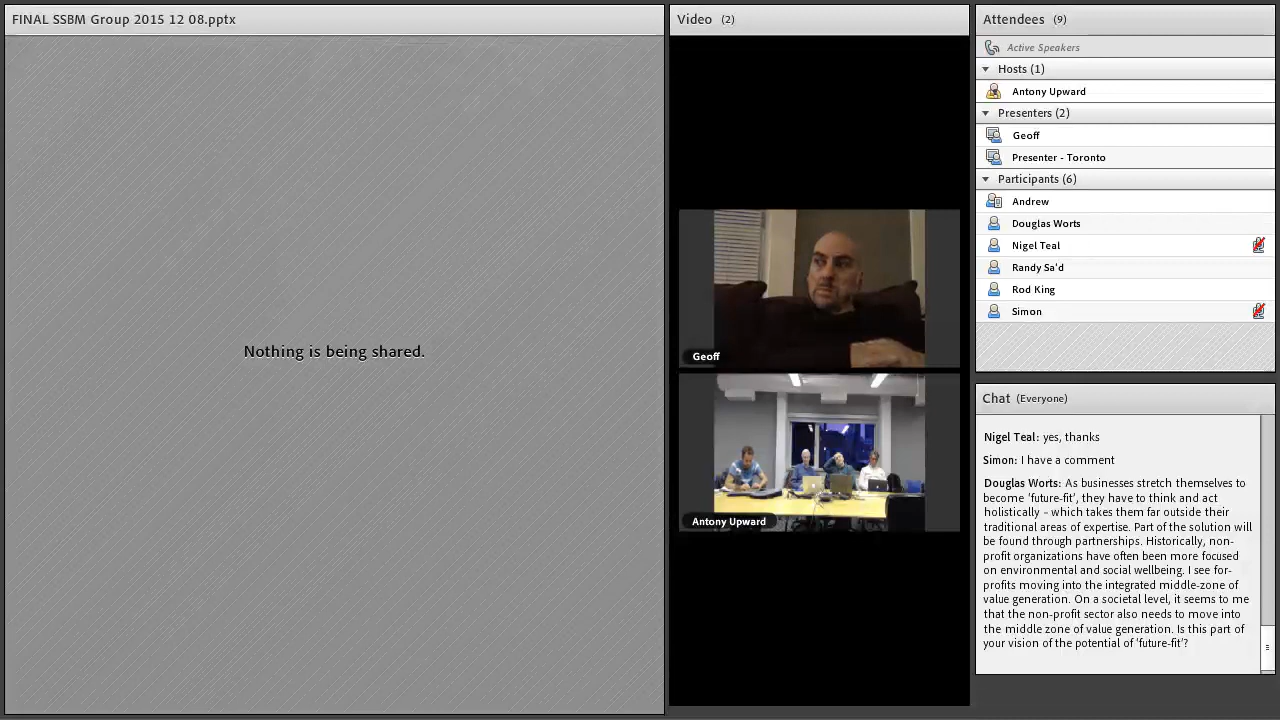 FINAL SSBM Group 2015 12 08.pptx
Nothing is being shared.
Video (2)
Geoff
Antony Upward
Attendees (9)
Active Speakers
Hosts (1)
Antony Upward
Presenters (2)
Geoff
Presenter - Toronto
Participants (6)
Andrew
Douglas Worts
Nigel Teal
Randy Sa'd
Rod King
Simon
Chat (Everyone)
Nigel Teal: yes, thanks
Simon: I have a comment
Douglas Worts: As businesses stretch themselves to
become ‘future-fit’, they have to think and act
holistically – which takes them far outside their
traditional areas of expertise. Part of the solution will
be found through partnerships. Historically, non-
profit organizations have often been more focused
on environmental and social wellbeing. I see for-
profits moving into the integrated middle-zone of
value generation. On a societal level, it seems to me
that the non-profit sector also needs to move into
the middle zone of value generation. Is this part of
your vision of the potential of ‘future-fit’?